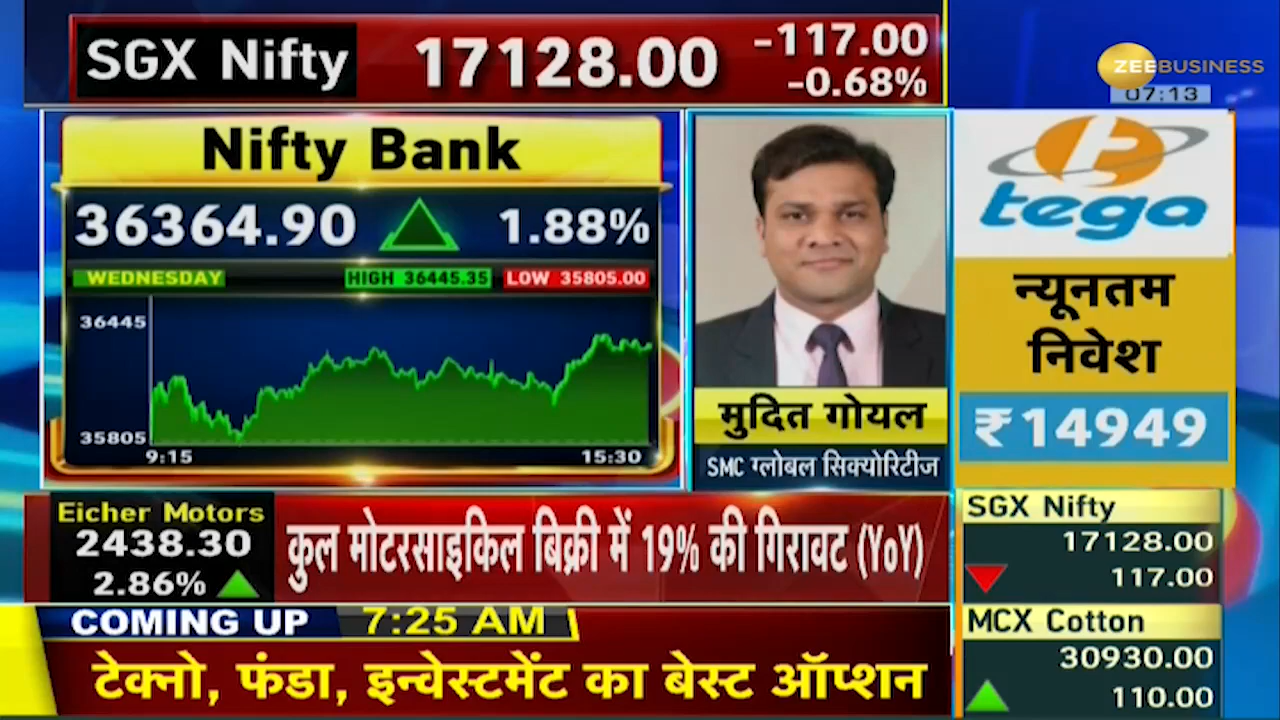 SGX Nifty 17128.00 -117.00
-0.68%
ZEEBUSINESS
07:13
Nifty Bank
36364.90 1.88%
WEDNESDAY HIGH 36445.35 LOW 35805.00
36445
35805
9:15 15:30
मुदित गोयल
SMC ग्लोबल सिक्योरिटीज
tega
न्यूनतम
निवेश
₹14949
Eicher Motors
2438.30
2.86%
कुल मोटरसाइकिल बिक्री में 19% की गिरावट (YoY)
SGX Nifty
17128.00
117.00
MCX Cotton
30930.00
110.00
COMING UP 7:25 AM
टेक्नो, फंडा, इन्वेस्टमेंट का बेस्ट ऑप्शन